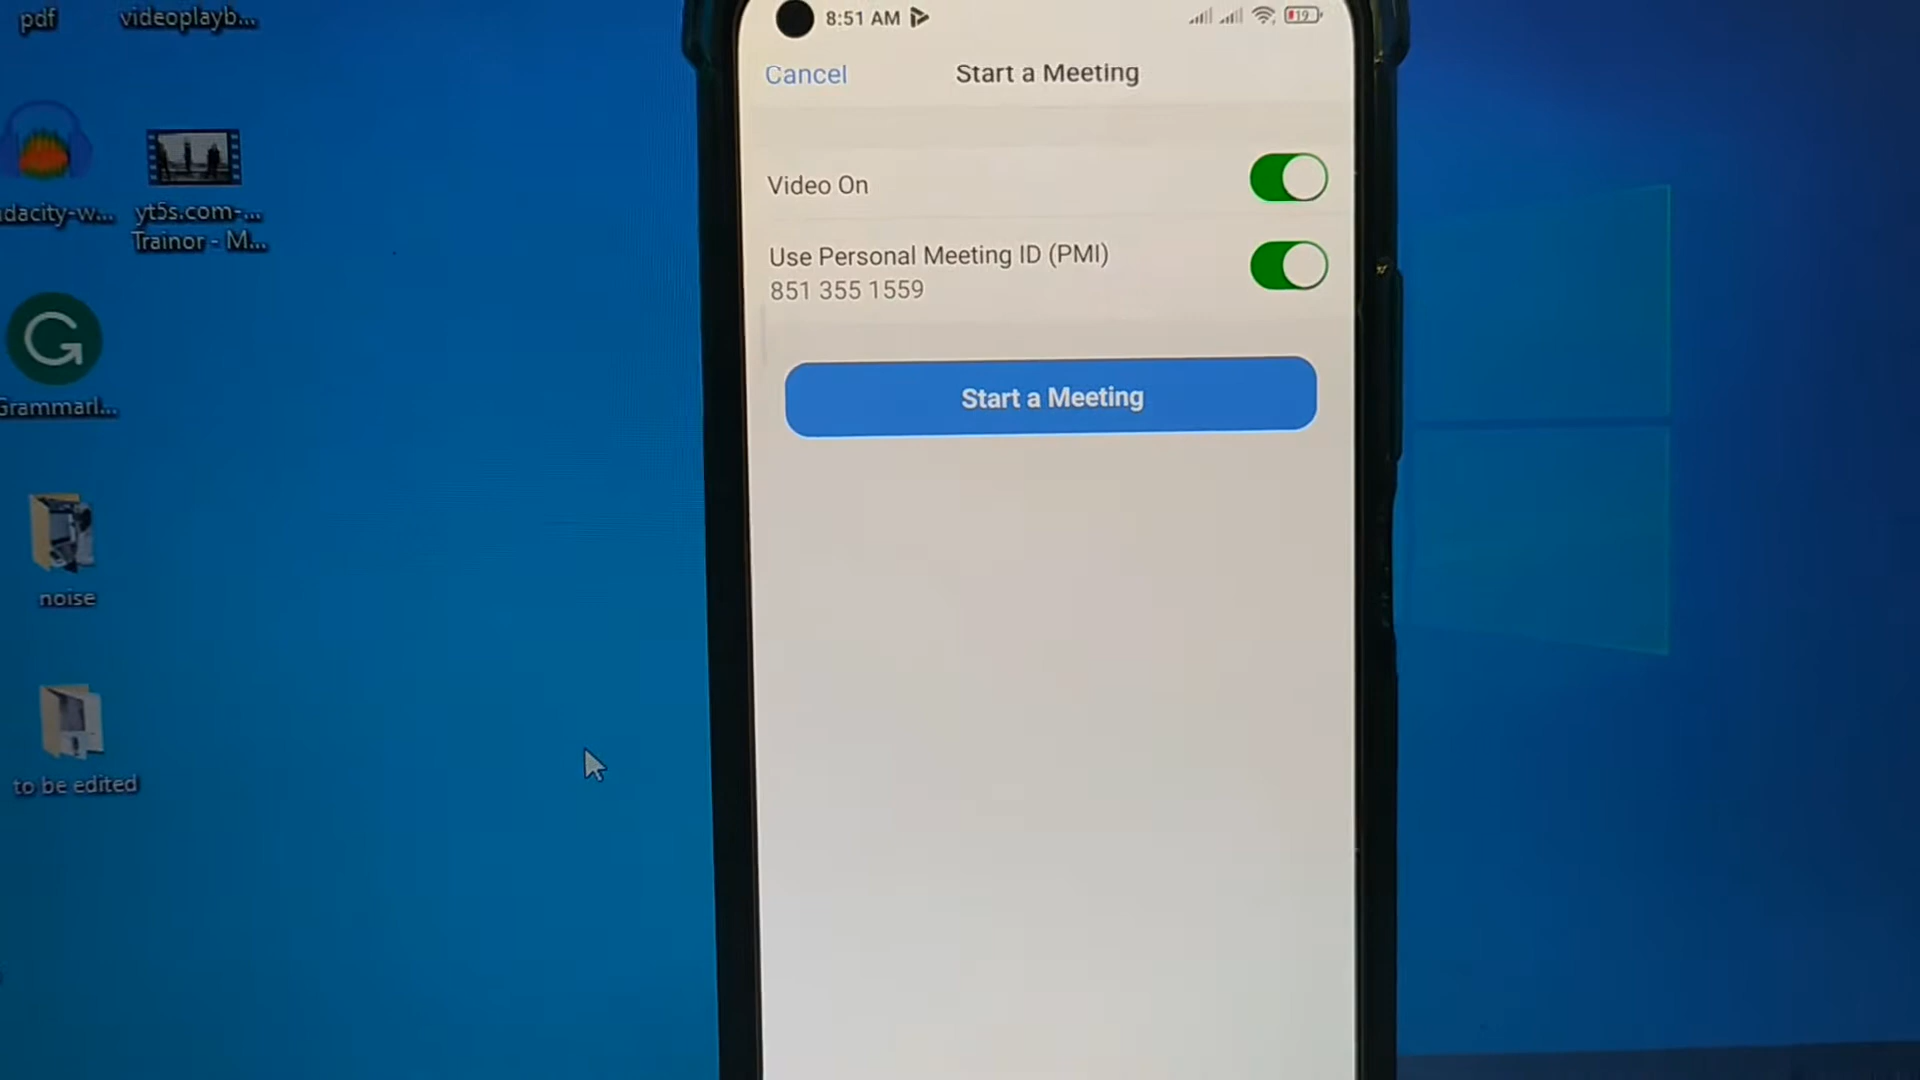 pdf
videoplayb...
dacity-w...
yt5s.com-...
Trainor - M...
Grammarl...
noise
to be edited
8:51 AM
19
Cancel
Start a Meeting
Video On
Use Personal Meeting ID (PMI)
851 355 1559
Start a Meeting